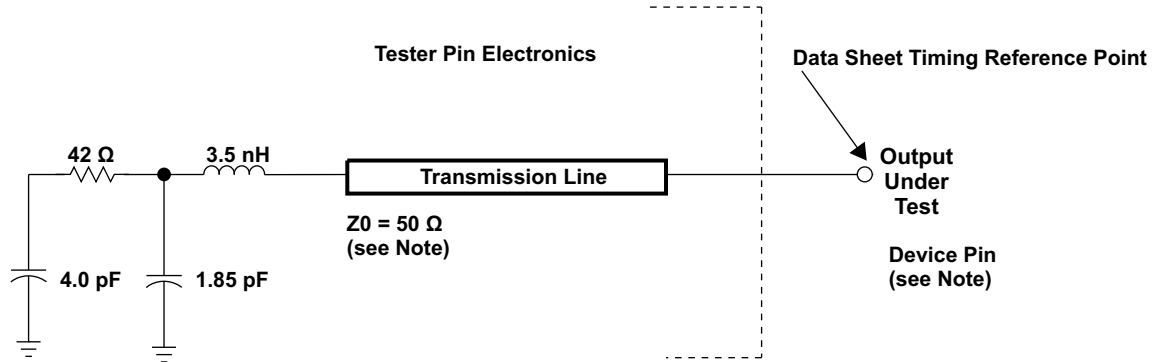 Tester Pin Electronics
Data Sheet Timing Reference Point
42 Ω
3.5 nH
Transmission Line
Output
Under
Test
Z0 = 50 Ω
(see Note)
Device Pin
(see Note)
4.0 pF
1.85 pF